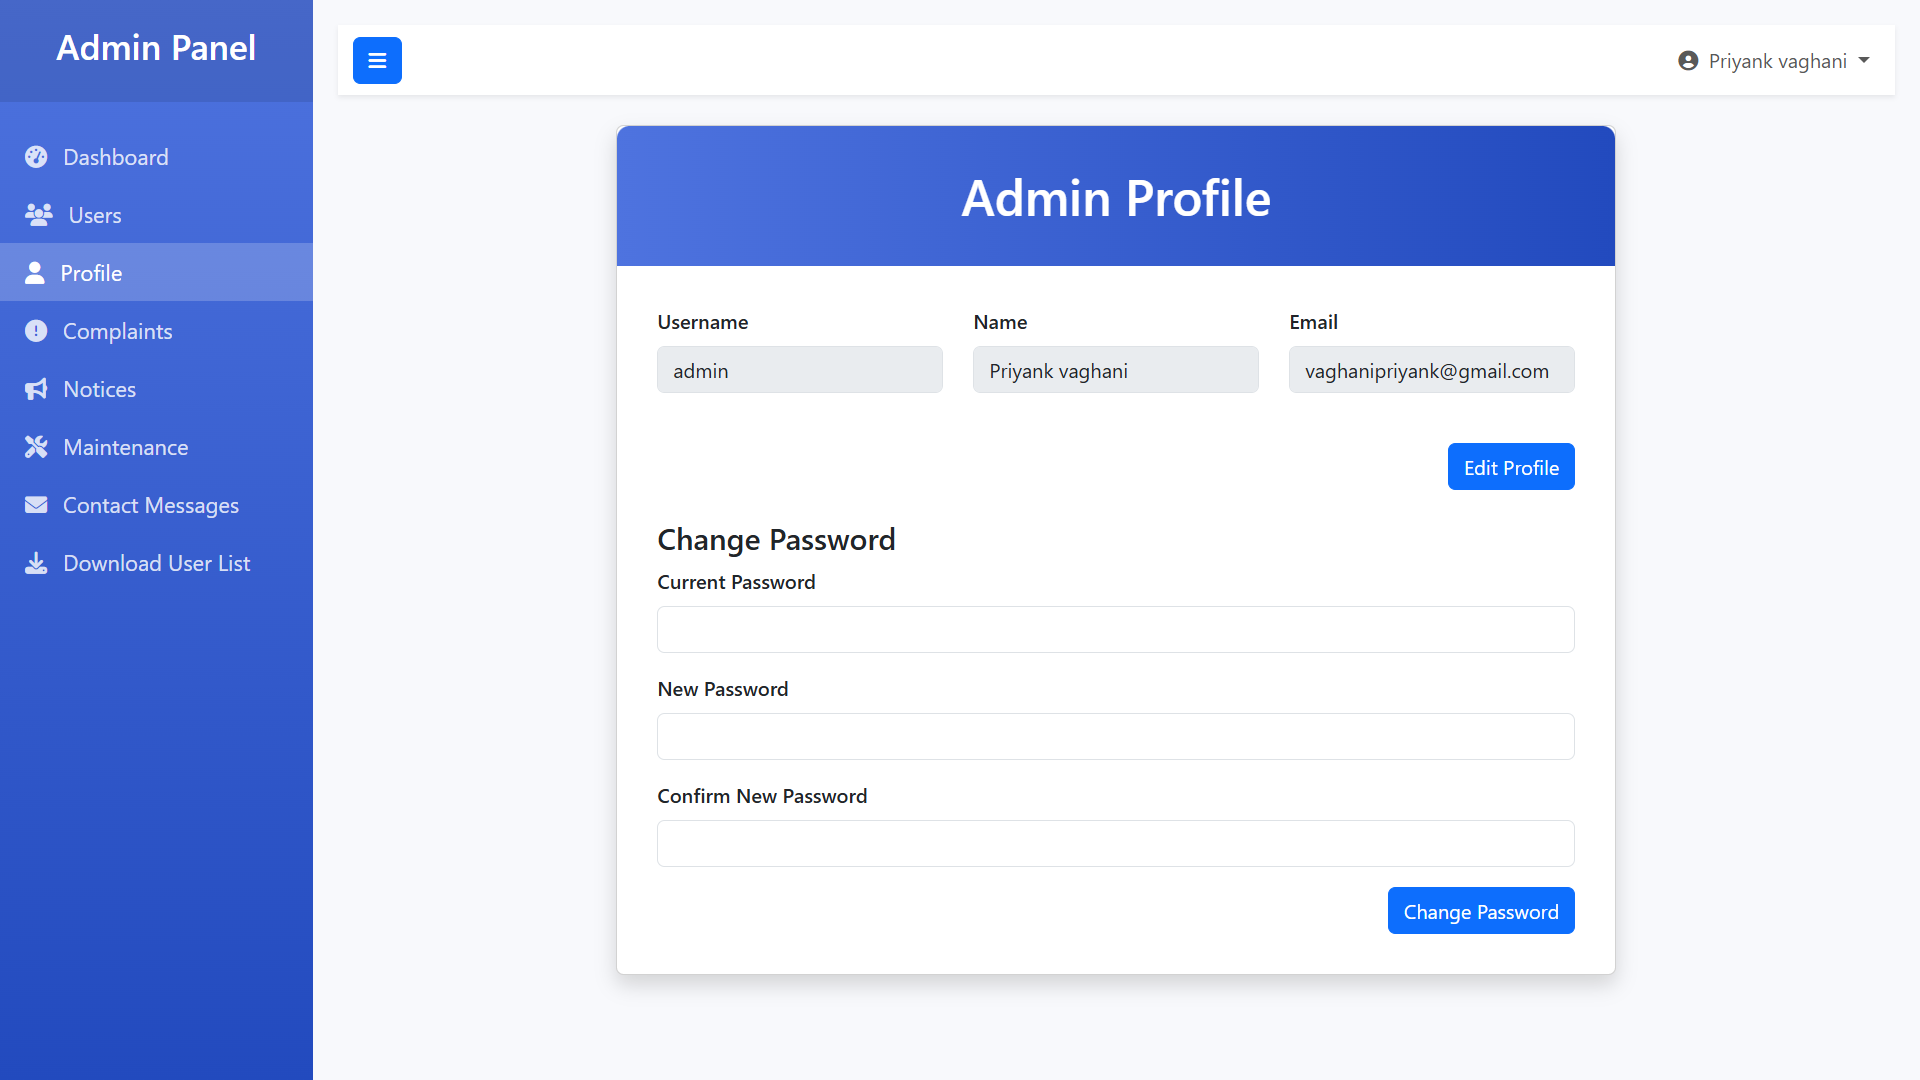 Admin Panel
Priyank vaghani
Dashboard
Users
Profile
Complaints
Notices
Maintenance
Contact Messages
Download User List
Admin Profile
Username Name Email
admin Priyank vaghani vaghanipriyank@gmail.com
Edit Profile
Change Password
Current Password
New Password
Confirm New Password
Change Password